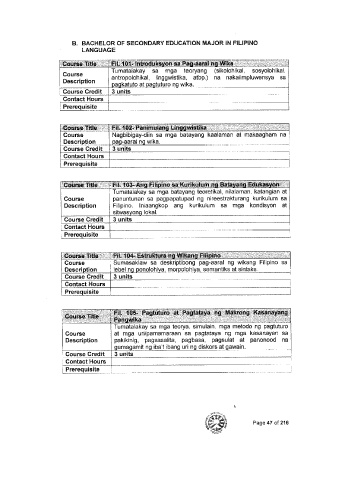 B. BACHELOR OF SECONDARY EDUCATION MAJOR IN FILIPINO
LANGUAGE
Course Title Fil. 101- Introduksyon sa Pag-aaral ng Wika
Course Description Tumatalakay sa mga teoryang (sikolohikal, sosyolohikal,
antropolohikal, linggwistika, atbp.) na nakaiimpluwensya sa
pagkatuto at pagtuturo ng wika.
Course Credit 3 units
Contact Hours
Prerequisite
Course Title Fil. 102- Panimulang Linggwistika
Course Nagbibigay-diin sa mga batayang kaalaman at makaagham na
Description pag-aaral ng wika.
Course Credit 3 units
Contact Hours
Prerequisite
Course Title Fil. 103- Ang Filipino sa Kurikulum ng Batayang Edukasyon
Course Description Tumatalakay sa mga batayang teoretikal, nilalaman, katangian at
panuntunan sa pagpapatupad ng nireestrukturang kurikulum sa
Filipino. Iniaangkop ang kurikulum sa mga kondisyon at
sitwasyong lokal.
Course Credit 3 units
Contact Hours
Prerequisite
Course Title Fil. 104- Estruktura ng Wikang Filipino
Course Sumasaklaw sa deskriptibong pag-aaral ng wikang Filipino sa
Description lebel ng ponolohiya, morpolohiya, semantiks at sintaks.
Course Credit 3 units
Contact Hours
Prerequisite
Course Title Fil. 105- Pagtuturo at Pagtataya ng Makrong Kasanayang
Pangwika
Course Description Tumatalakay sa mga teorya, simulain, mga metodo ng pagtuturo
at mga pamamaraan sa pagtataya ng mga kasanayan sa
pakikinig, pagsasalita, pagbasa, pagsulat at panonood na
gumagamit ng iba't ibang uri ng diskors at gawain.
Course Credit 3 units
Contact Hours
Prerequisite
Page 47 of 216